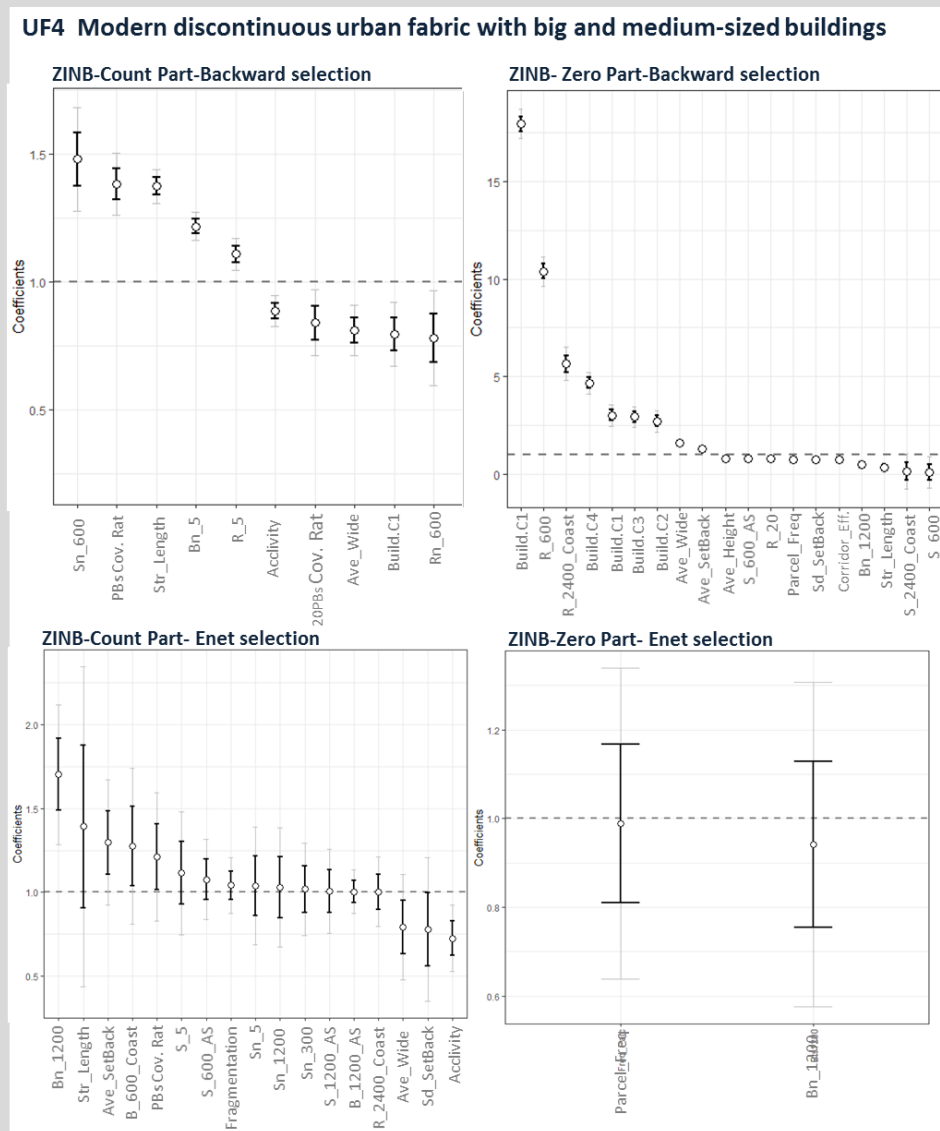 UF4 Modern discontinuous urban fabric with big and medium-sized buildings
ZINB-Count Part-Backward selection
Coefficients
1.5
1.0
0.5
Sn_600
PBs Cov. Rat
Str_Length
Bn_5
R_5
Acclivity
20PBs Cov. Rat
Ave_Wide
Build.C1
Rn_600
ZINB- Zero Part-Backward selection
Coefficients
15
10
5
0
Build.C1
R_600
R_2400_Coast
Build.C4
Build.C1
Build.C3
Build.C2
Ave_Wide
Ave_SetBack
Ave_Height
S_600_AS
R_20
Parcel_Freq
Sd_SetBack
Corridor_Eff.
Bn_1200
Str_Length
S_2400_Coast
S_600
ZINB-Count Part- Enet selection
Coefficients
2.0
1.5
1.0
0.5
Bn_1200
Str_Length
Ave_SetBack
B_600_Coast
PBs Cov. Rat
S_5
S_600_AS
Fragmentation
Sn_5
Sn_1200
Sn_300
S_1200_AS
B_1200_AS
R_2400_Coast
Ave_Wide
Sd_SetBack
Acclivity
ZINB-Zero Part- Enet selection
Coefficients
1.2
1.0
0.8
0.6
Parcel_Freq
Bn_1200